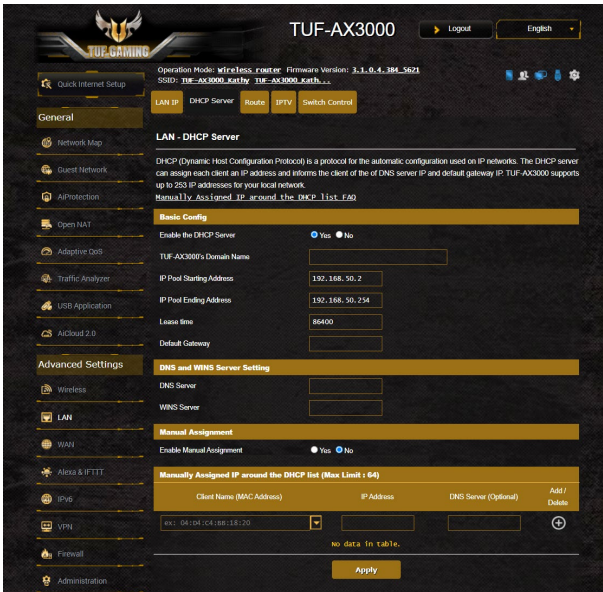 TUF-AX3000
Logout
English
TUF GAMING
Operation Mode: Wireless router Firmware Version: 3.1.0.4.384_5621
SSID: TUF-AX3000_Kathy TUF-AX3000_Kath...
Quick Internet Setup
LAN IP DHCP Server Route IPTV Switch Control
General
Network Map
Guest Network
AiProtection
Open NAT
Adaptive QoS
Traffic Analyzer
USB Application
AiCloud 2.0
Advanced Settings
Wireless
LAN
WAN
Alexa & IFTTT
IPv6
VPN
Firewall
Administration
LAN - DHCP Server
DHCP (Dynamic Host Configuration Protocol) is a protocol for the automatic configuration used on IP networks. The DHCP server
can assign each client an IP address and informs the client of the of DNS server IP and default gateway IP. TUF-AX3000 supports
up to 253 IP addresses for your local network.
Manually Assigned IP around the DHCP list FAQ
Basic Config
Enable the DHCP Server Yes No
TUF-AX3000's Domain Name
IP Pool Starting Address 192.168.50.2
IP Pool Ending Address 192.168.50.254
Lease time 86400
Default Gateway
DNS and WINS Server Setting
DNS Server
WINS Server
Manual Assignment
Enable Manual Assignment Yes No
Manually Assigned IP around the DHCP list (Max Limit : 64)
Client Name (MAC Address) IP Address DNS Server (Optional) Add / Delete
ex: 04:D4:C4:B8:18:20
No data in table.
Apply